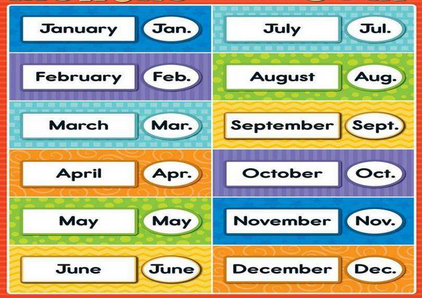 January Jan.
February Feb.
March Mar.
April Apr.
May May
June June
July Jul.
August Aug.
September Sept.
October Oct.
November Nov.
December Dec.